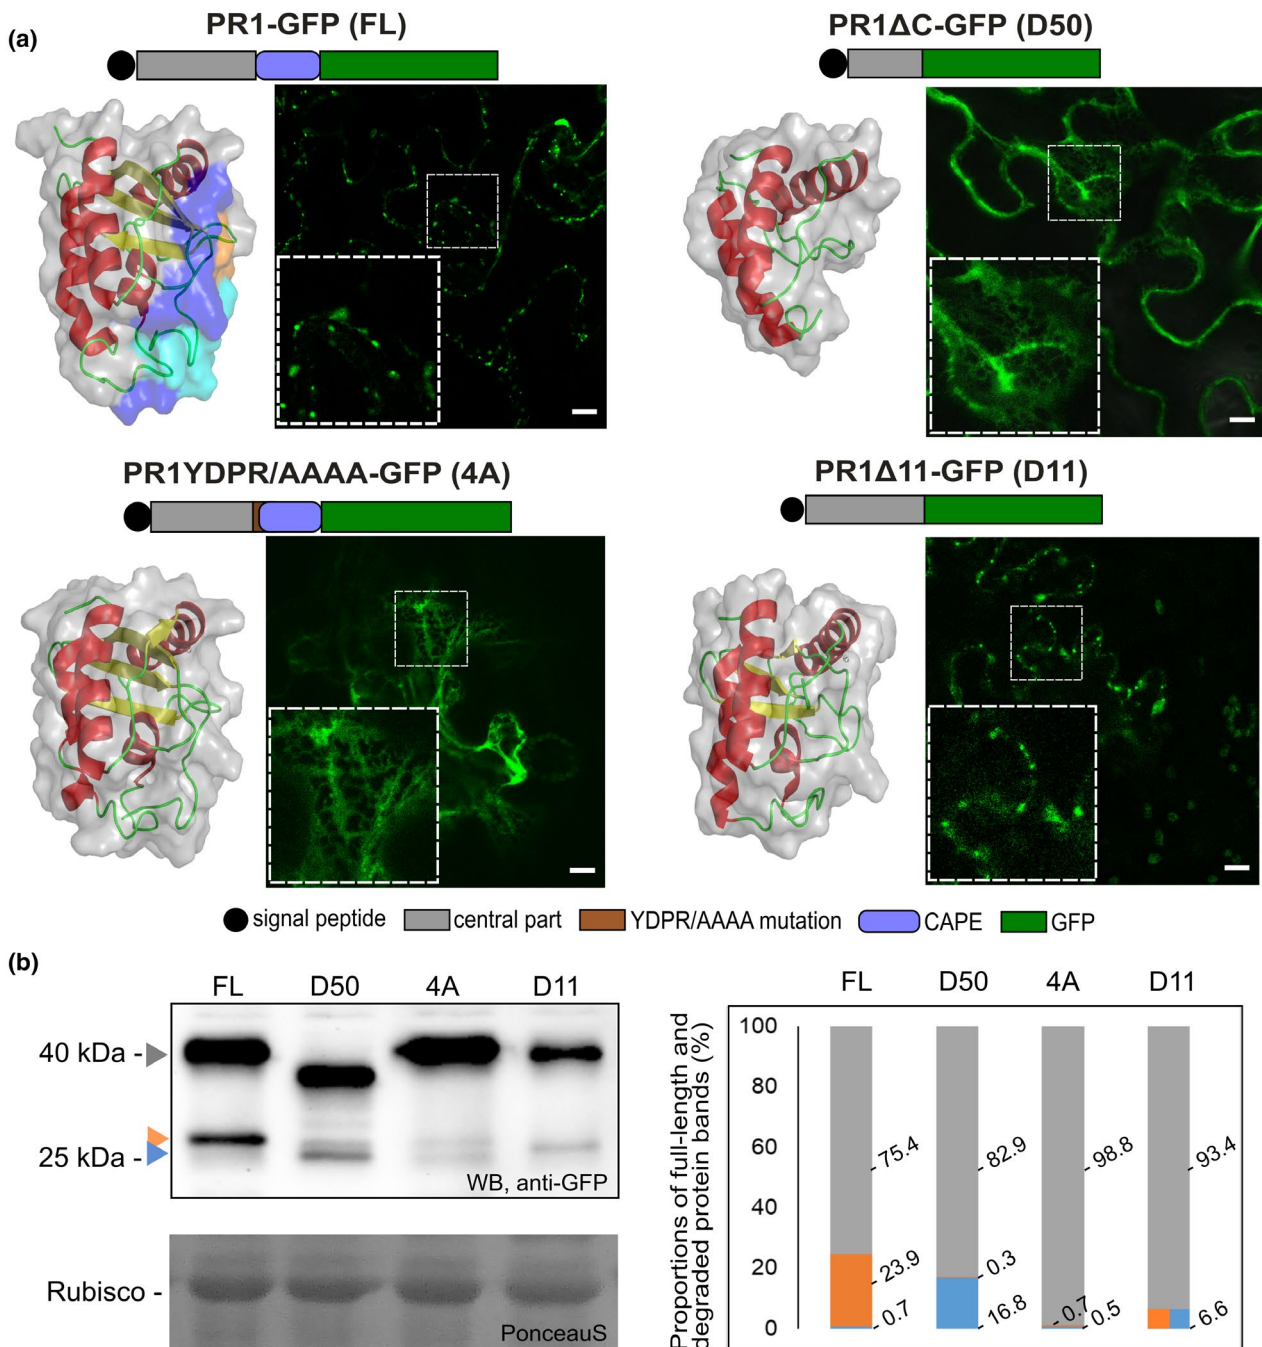 (a)
PR1-GFP (FL)
PR1ΔC-GFP (D50)
PR1YDPR/AAAA-GFP (4A)
PR1Δ11-GFP (D11)
signal peptide central part YDPR/AAAA mutation CAPE GFP
(b)
FL D50 4A D11
40 kDa -
25 kDa -
WB, anti-GFP
Rubisco -
PonceauS
FL D50 4A D11
Proportions of full-length and
degraded protein bands (%)
100
80
60
40
20
0
- 75.4
- 23.9
- 0.7
- 82.9
- 0.3
- 16.8
- 98.8
- 0.7
- 0.5
- 93.4
- 6.6